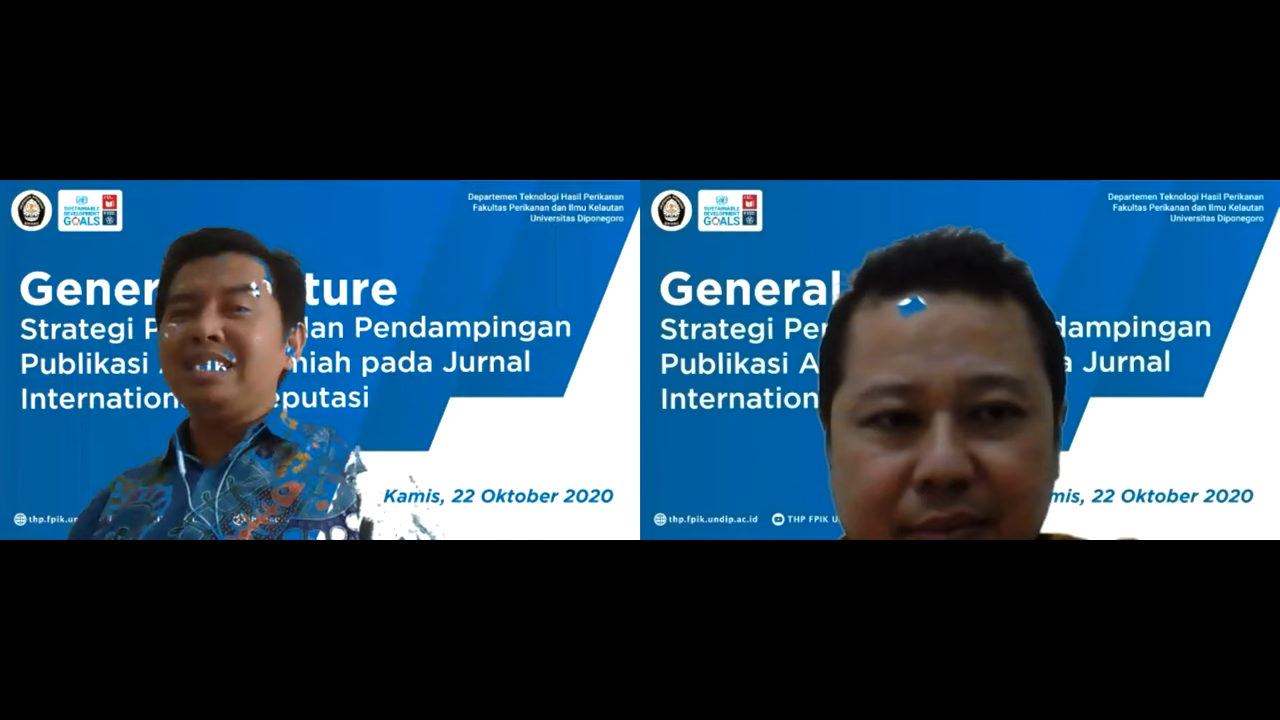 SUSTAINABLE
DEVELOPMENT
GOALS
Departemen Teknologi Hasil Perikanan
Fakultas Perikanan dan Ilmu Kelautan
Universitas Diponegoro
Gener ture
Strategi P dan Pendampingan
Publikasi A miah pada Jurnal
Internation eputasi
Kamis, 22 Oktober 2020
thp.fpik.un
SUSTAINABLE
DEVELOPMENT
GOALS
Departemen Teknologi Hasil Perikanan
Fakultas Perikanan dan Ilmu Kelautan
Universitas Diponegoro
General
Strategi Pen dampingan
Publikasi A a Jurnal
Internation
mis, 22 Oktober 2020
thp.fpik.undip.ac.id THP FPIK U